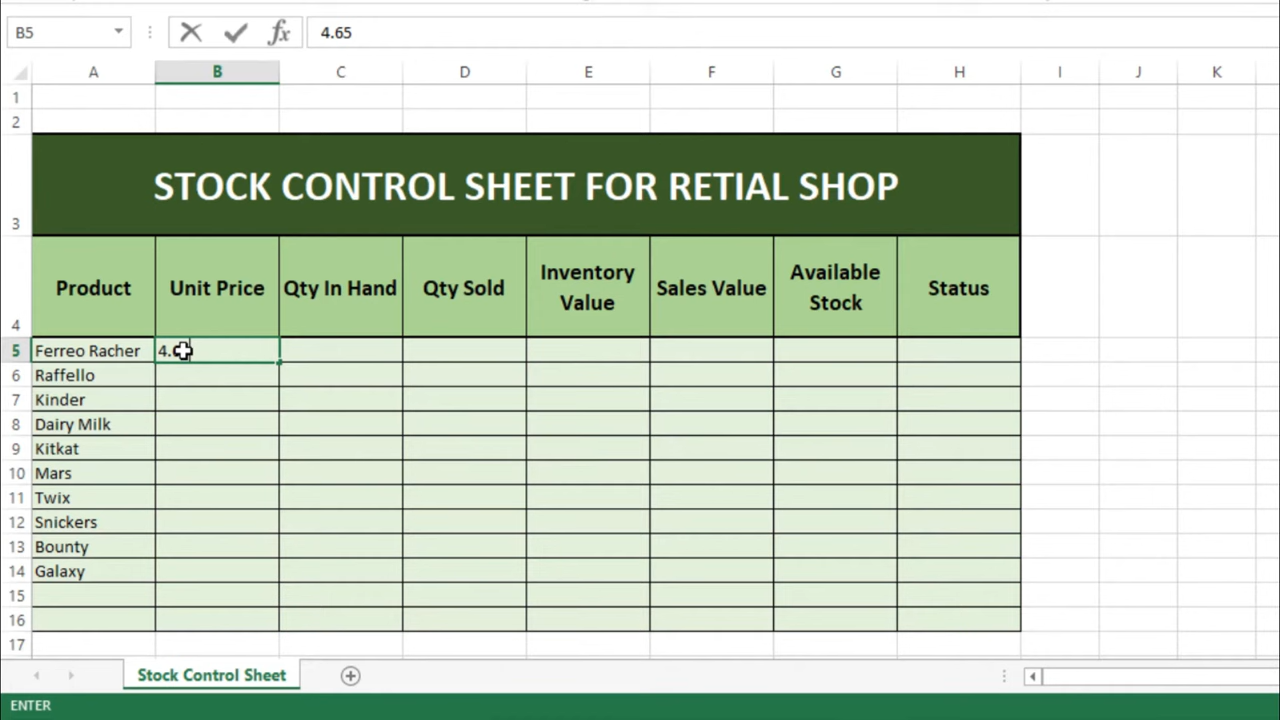 B5 fx 4.65
A B C D E F G H I J K
1
2
3 STOCK CONTROL SHEET FOR RETIAL SHOP
4 Product Unit Price Qty In Hand Qty Sold Inventory Value Sales Value Available Stock Status
5 Ferreo Racher 4.
6 Raffello
7 Kinder
8 Dairy Milk
9 Kitkat
10 Mars
11 Twix
12 Snickers
13 Bounty
14 Galaxy
15
16
17
Stock Control Sheet
ENTER